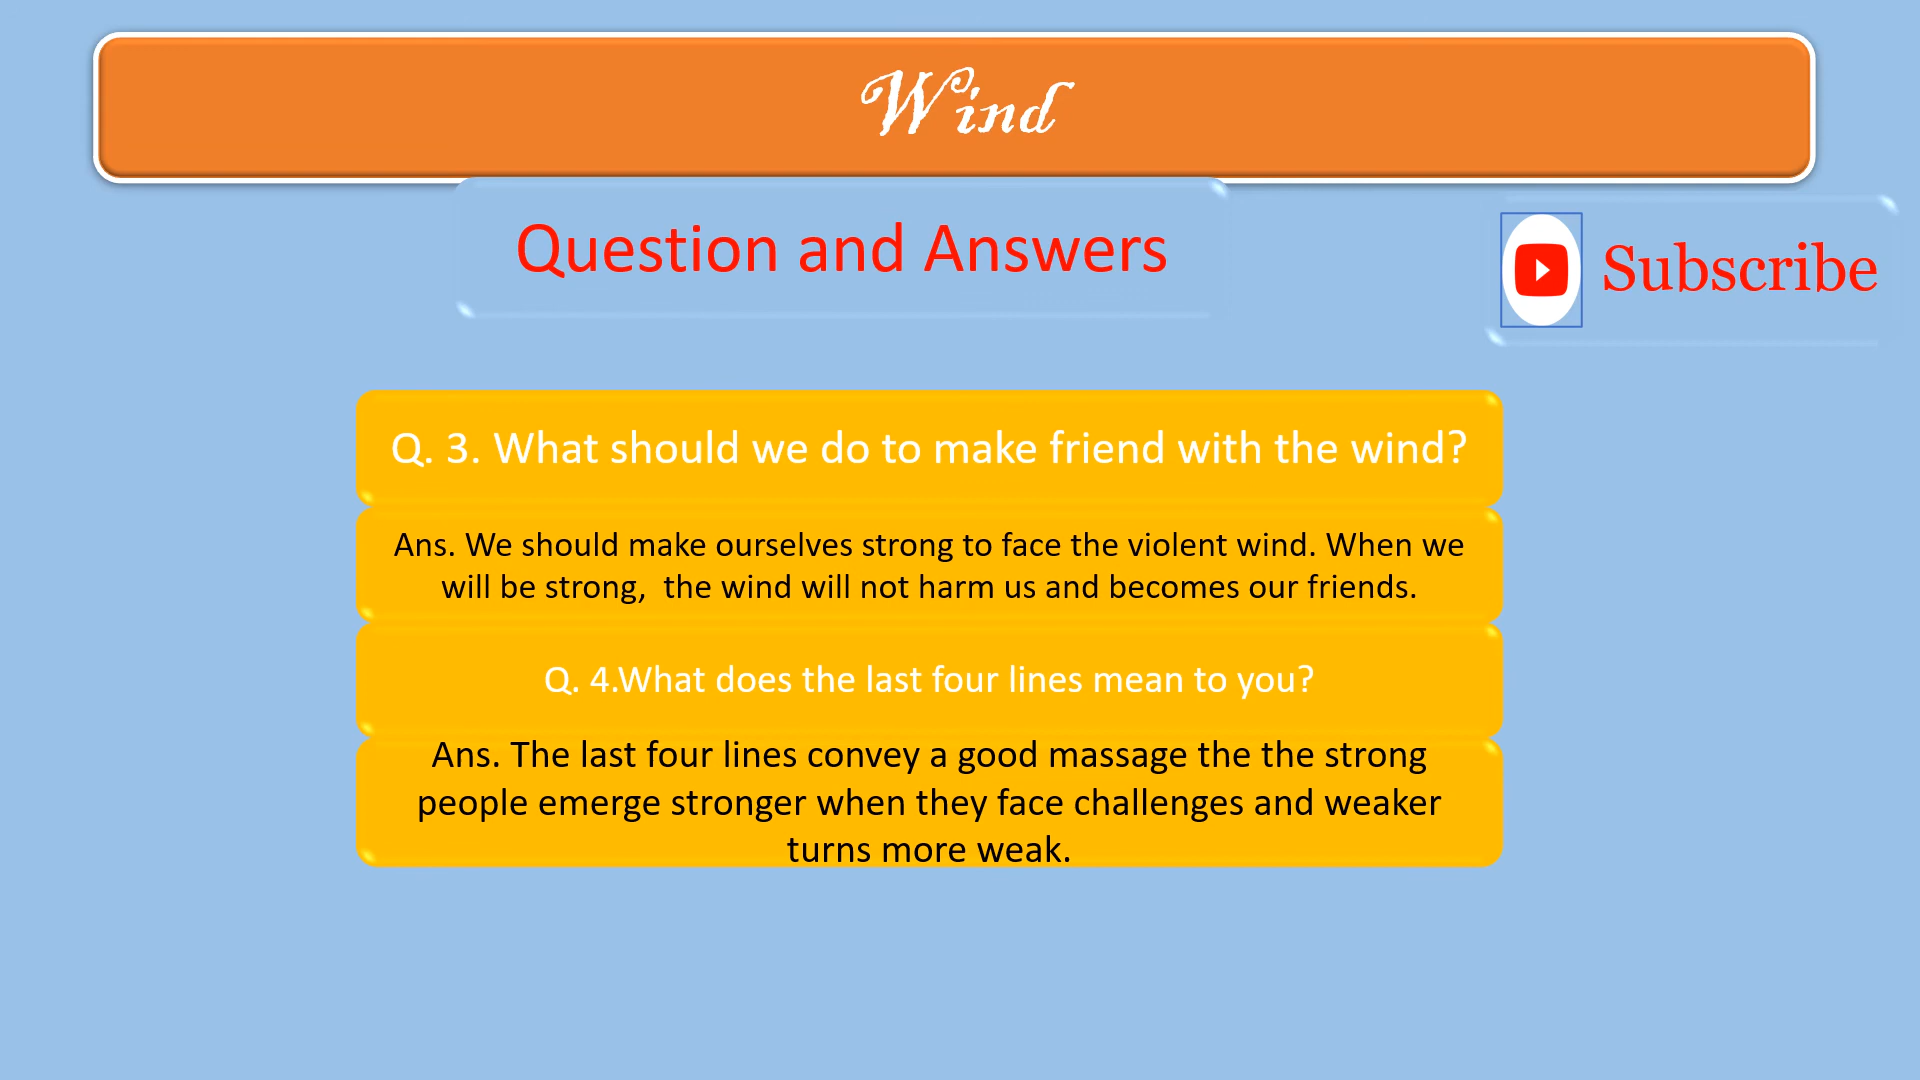 Wind
Question and Answers
Subscribe
Q. 3. What should we do to make friend with the wind?
Ans. We should make ourselves strong to face the violent wind. When we
will be strong,  the wind will not harm us and becomes our friends.
Q. 4.What does the last four lines mean to you?
Ans. The last four lines convey a good massage the the strong
people emerge stronger when they face challenges and weaker
turns more weak.